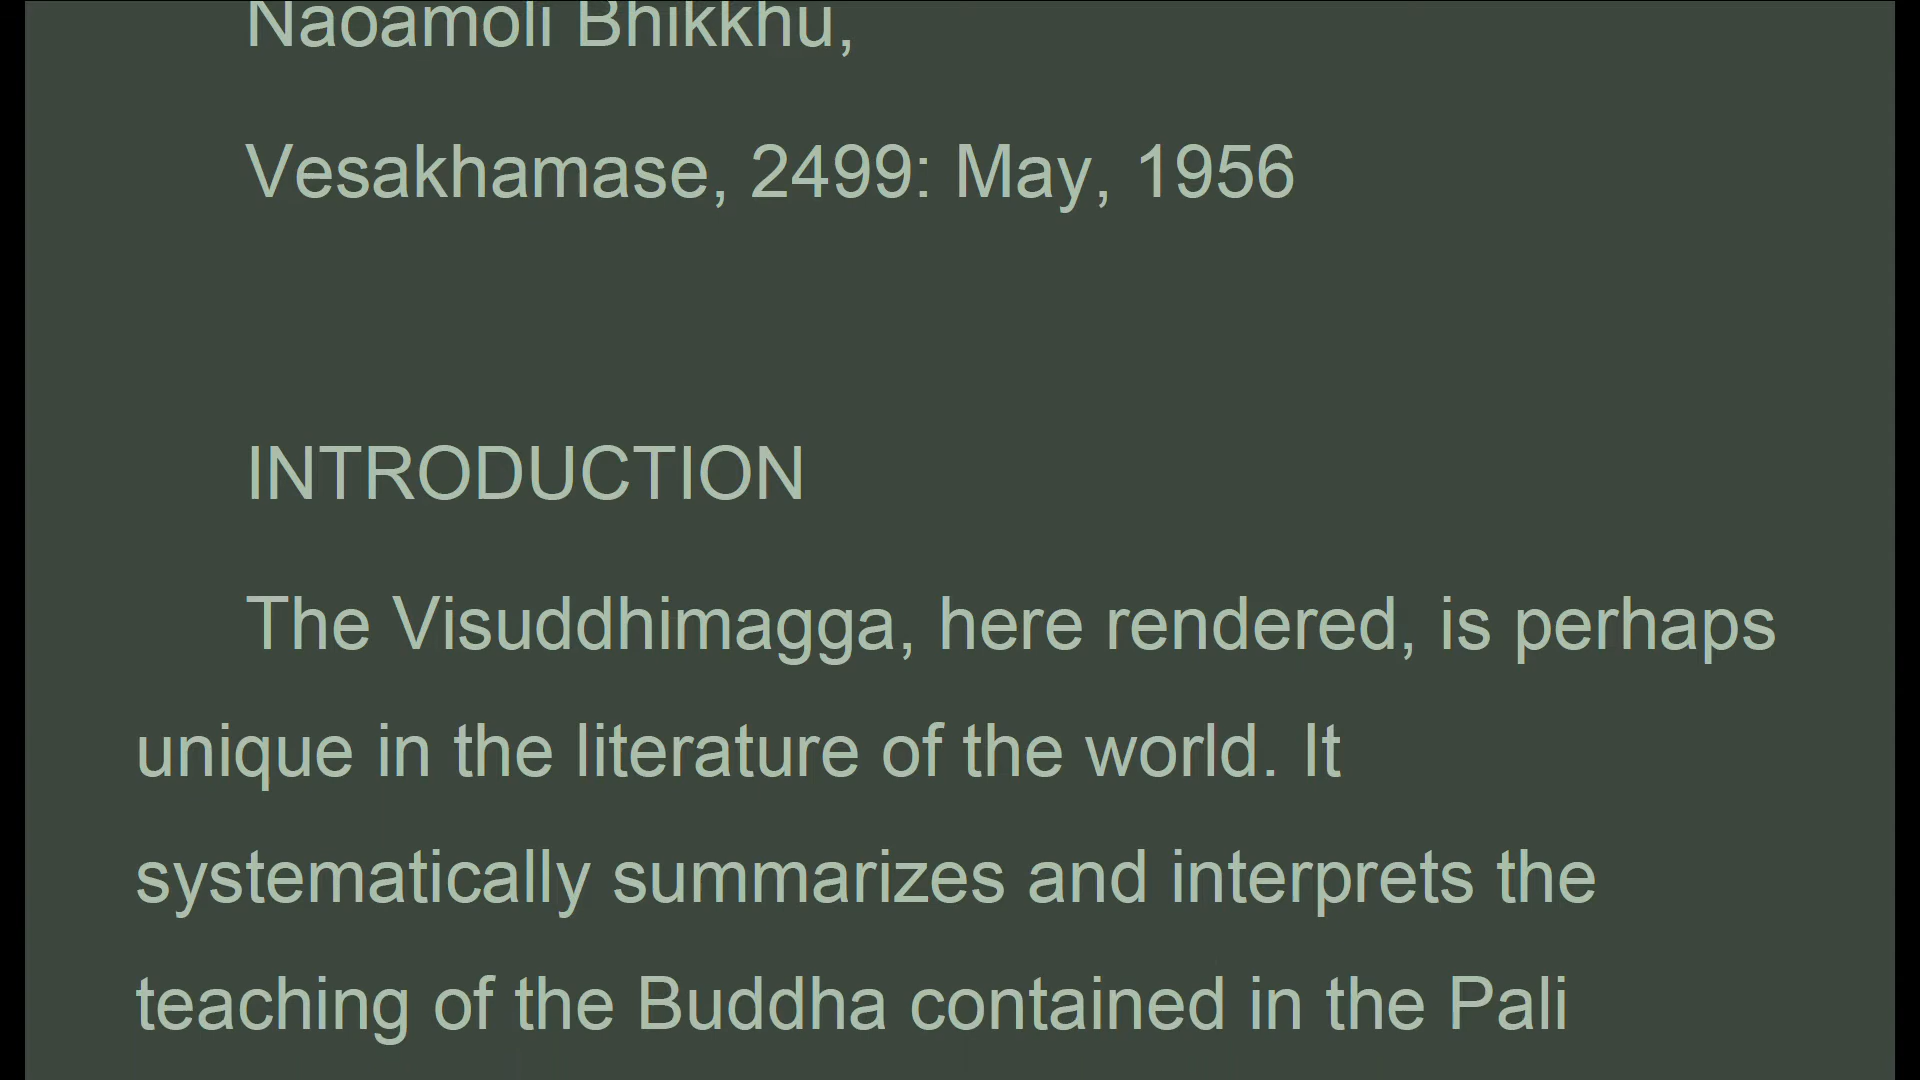 Naoamoli Bhikkhu,
Vesakhamase, 2499: May, 1956
INTRODUCTION
The Visuddhimagga, here rendered, is perhaps
unique in the literature of the world. It
systematically summarizes and interprets the
teaching of the Buddha contained in the Pali